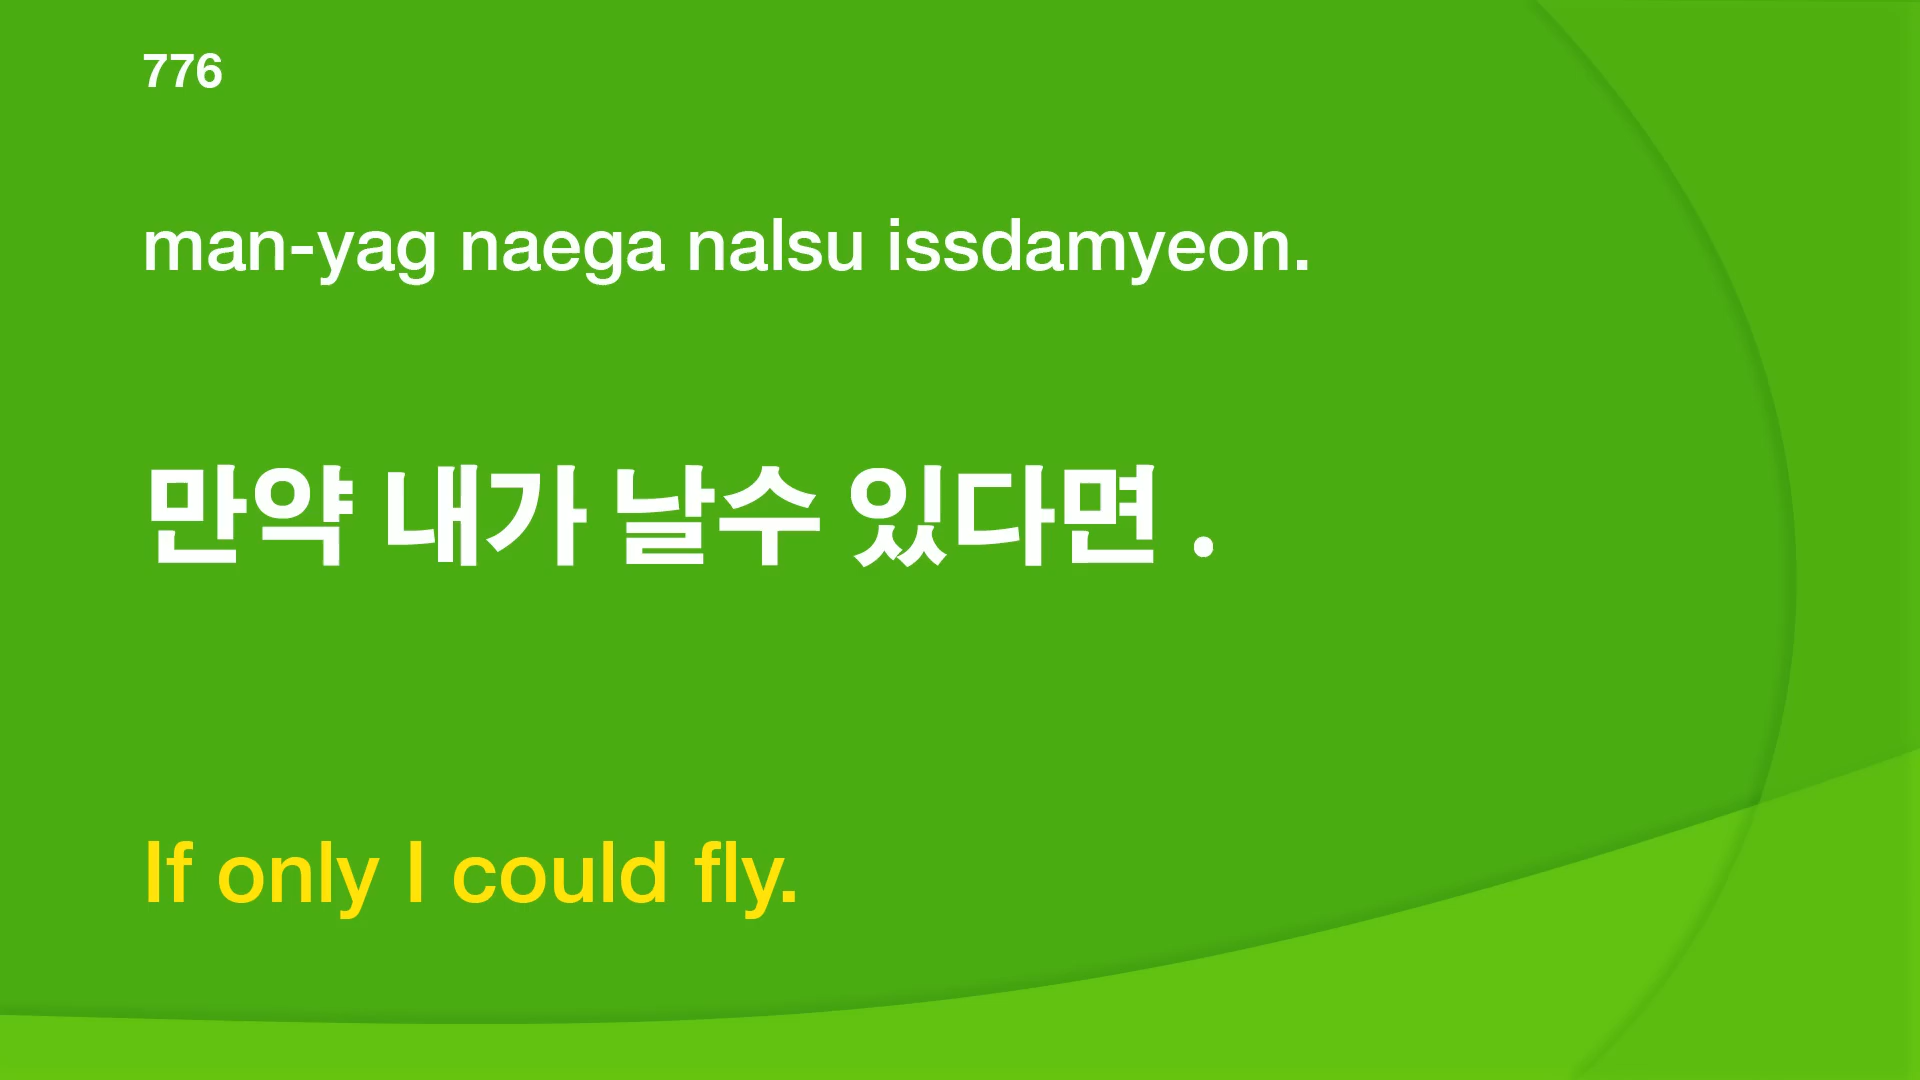 776
man-yag naega nalsu issdamyeon.
만약 내가 날수 있다면 .
If only I could fly.